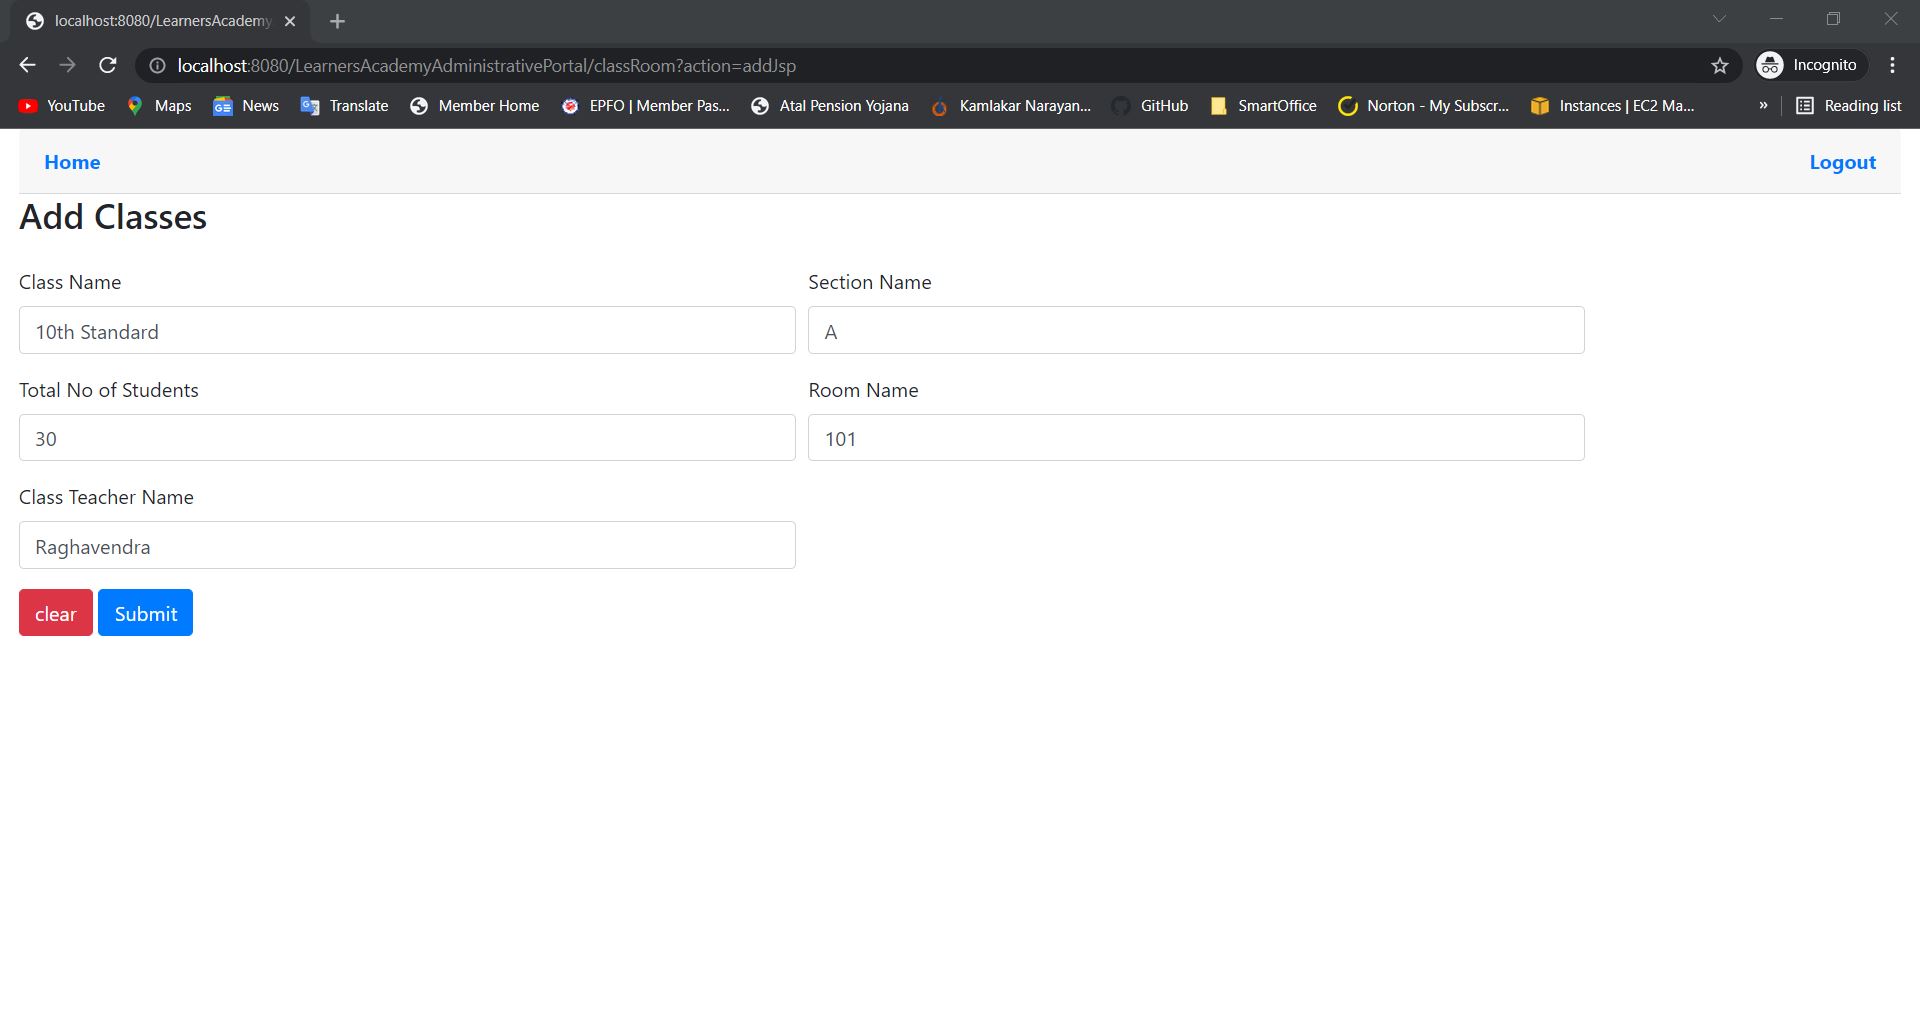 localhost:8080/LearnersAcademy
localhost:8080/LearnersAcademyAdministrativePortal/classRoom?action=addJsp
Incognito
YouTube Maps News Translate Member Home EPFO | Member Pas... Atal Pension Yojana Kamlakar Narayan... GitHub SmartOffice Norton - My Subscr... Instances | EC2 Ma... » Reading list
Home Logout
Add Classes
Class Name Section Name
10th Standard A
Total No of Students Room Name
30 101
Class Teacher Name
Raghavendra
clear Submit